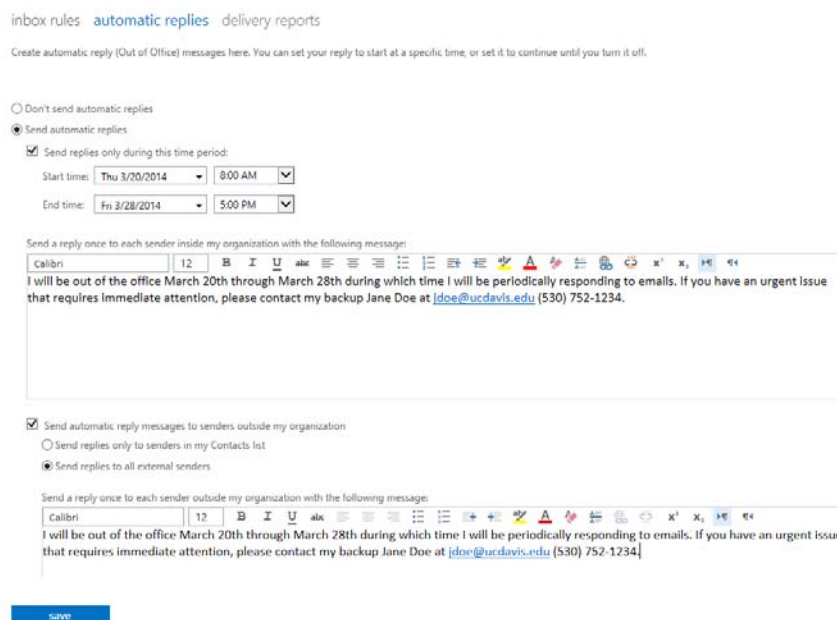 inbox rules automatic replies delivery reports
Create automatic reply (Out of Office) messages here. You can set your reply to start at a specific time, or set it to continue until you turn it off.
Don't send automatic replies
Send automatic replies
Send replies only during this time period:
Start time: Thu 3/20/2014 8:00 AM
End time: Fri 3/28/2014 5:00 PM
Send a reply once to each sender inside my organization with the following message:
Calibri 12 B I U abc ab A x² x₂
I will be out of the office March 20th through March 28th during which time I will be periodically responding to emails. If you have an urgent issue
that requires immediate attention, please contact my backup Jane Doe at jdoe@ucdavis.edu (530) 752-1234.
Send automatic reply messages to senders outside my organization
Send replies only to senders in my Contacts list
Send replies to all external senders
Send a reply once to each sender outside my organization with the following message:
Calibri 12 B I U abc ab A x² x₂
I will be out of the office March 20th through March 28th during which time I will be periodically responding to emails. If you have an urgent issue
that requires immediate attention, please contact my backup Jane Doe at jdoe@ucdavis.edu (530) 752-1234.
save